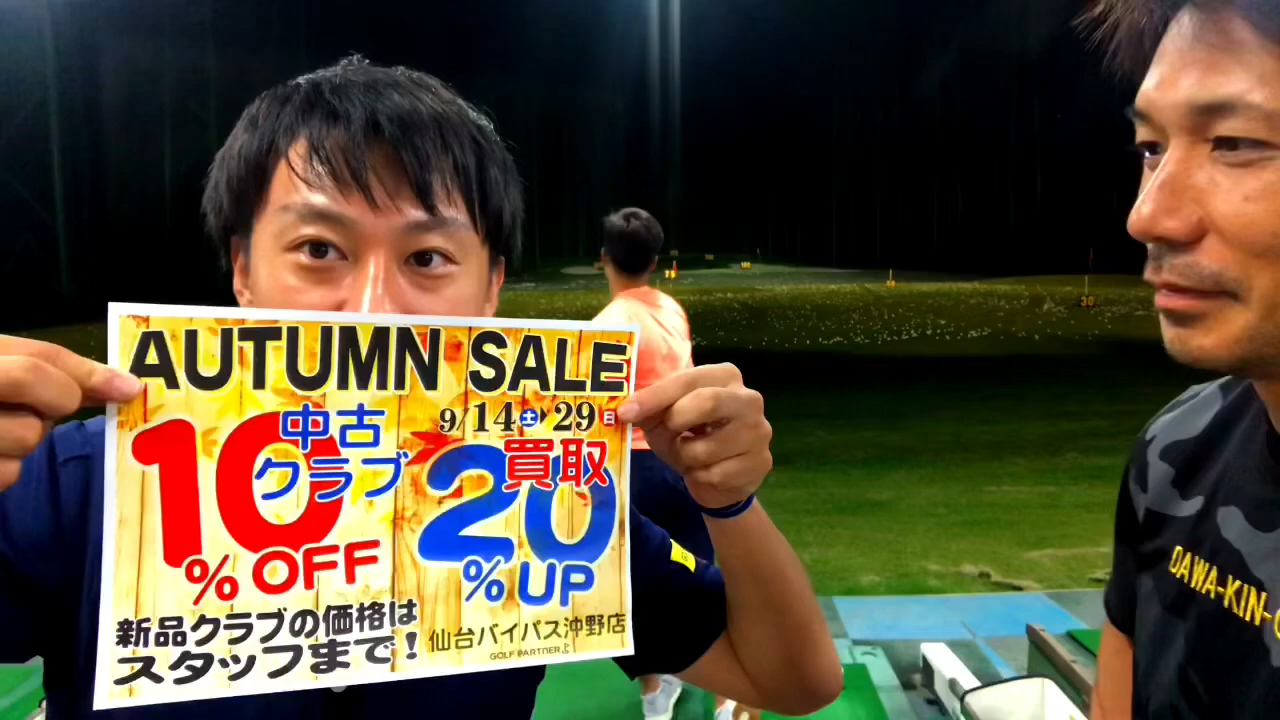 AUTUMN SALE
9/14土 29日
中古
クラブ
10
% OFF
買取
20
% UP
新品クラブの価格は
スタッフまで!
仙台バイパス沖野店
GOLF PARTNER
30
DAWA-KIN-